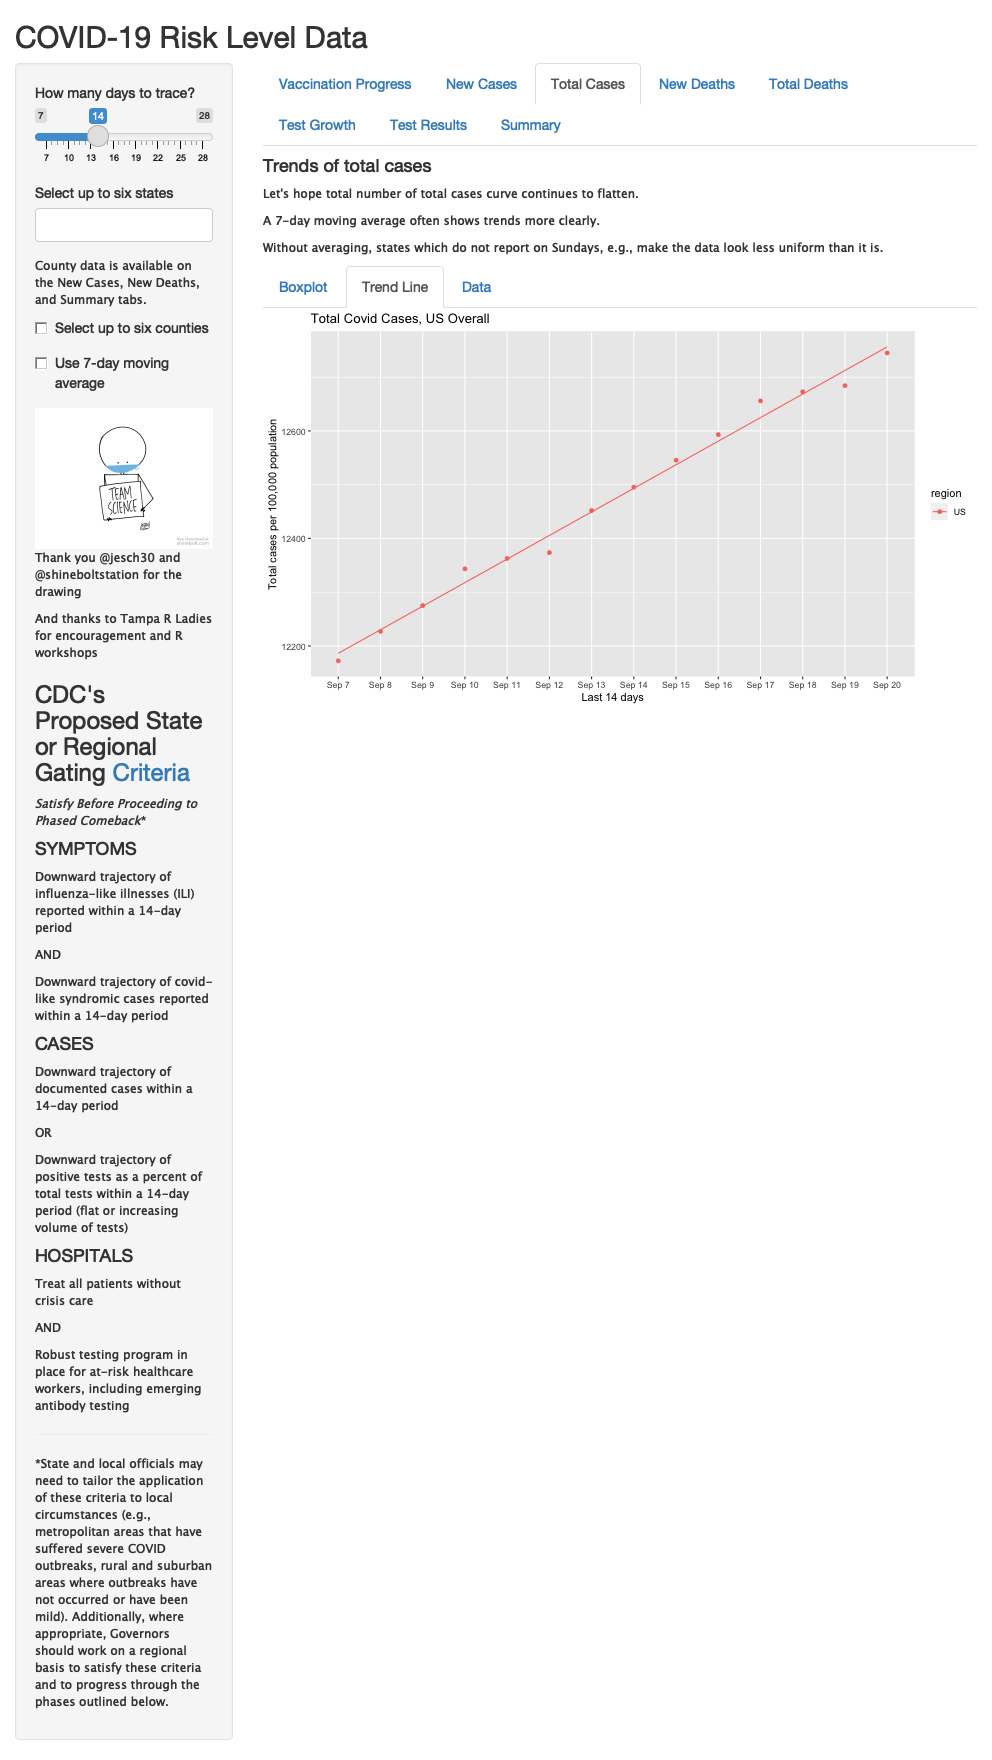 COVID-19 Risk Level Data
How many days to trace?
7 14 28
7 10 13 16 19 22 25 28
Select up to six states
County data is available on
the New Cases, New Deaths,
and Summary tabs.
Select up to six counties
Use 7-day moving
average
TEAM
SCIENCE
free download at
shinebolt.com
Thank you @jesch30 and
@shineboltstation for the
drawing
And thanks to Tampa R Ladies
for encouragement and R
workshops
CDC's
Proposed State
or Regional
Gating Criteria
Satisfy Before Proceeding to
Phased Comeback*
SYMPTOMS
Downward trajectory of
influenza-like illnesses (ILI)
reported within a 14-day
period
AND
Downward trajectory of covid-
like syndromic cases reported
within a 14-day period
CASES
Downward trajectory of
documented cases within a
14-day period
OR
Downward trajectory of
positive tests as a percent of
total tests within a 14-day
period (flat or increasing
volume of tests)
HOSPITALS
Treat all patients without
crisis care
AND
Robust testing program in
place for at-risk healthcare
workers, including emerging
antibody testing
*State and local officials may
need to tailor the application
of these criteria to local
circumstances (e.g.,
metropolitan areas that have
suffered severe COVID
outbreaks, rural and suburban
areas where outbreaks have
not occurred or have been
mild). Additionally, where
appropriate, Governors
should work on a regional
basis to satisfy these criteria
and to progress through the
phases outlined below.
Vaccination Progress New Cases Total Cases New Deaths Total Deaths
Test Growth Test Results Summary
Trends of total cases
Let's hope total number of total cases curve continues to flatten.
A 7-day moving average often shows trends more clearly.
Without averaging, states which do not report on Sundays, e.g., make the data look less uniform than it is.
Boxplot Trend Line Data
Total Covid Cases, US Overall
Total cases per 100,000 population
12600
12400
12200
Sep 7 Sep 8 Sep 9 Sep 10 Sep 11 Sep 12 Sep 13 Sep 14 Sep 15 Sep 16 Sep 17 Sep 18 Sep 19 Sep 20
Last 14 days
region
US